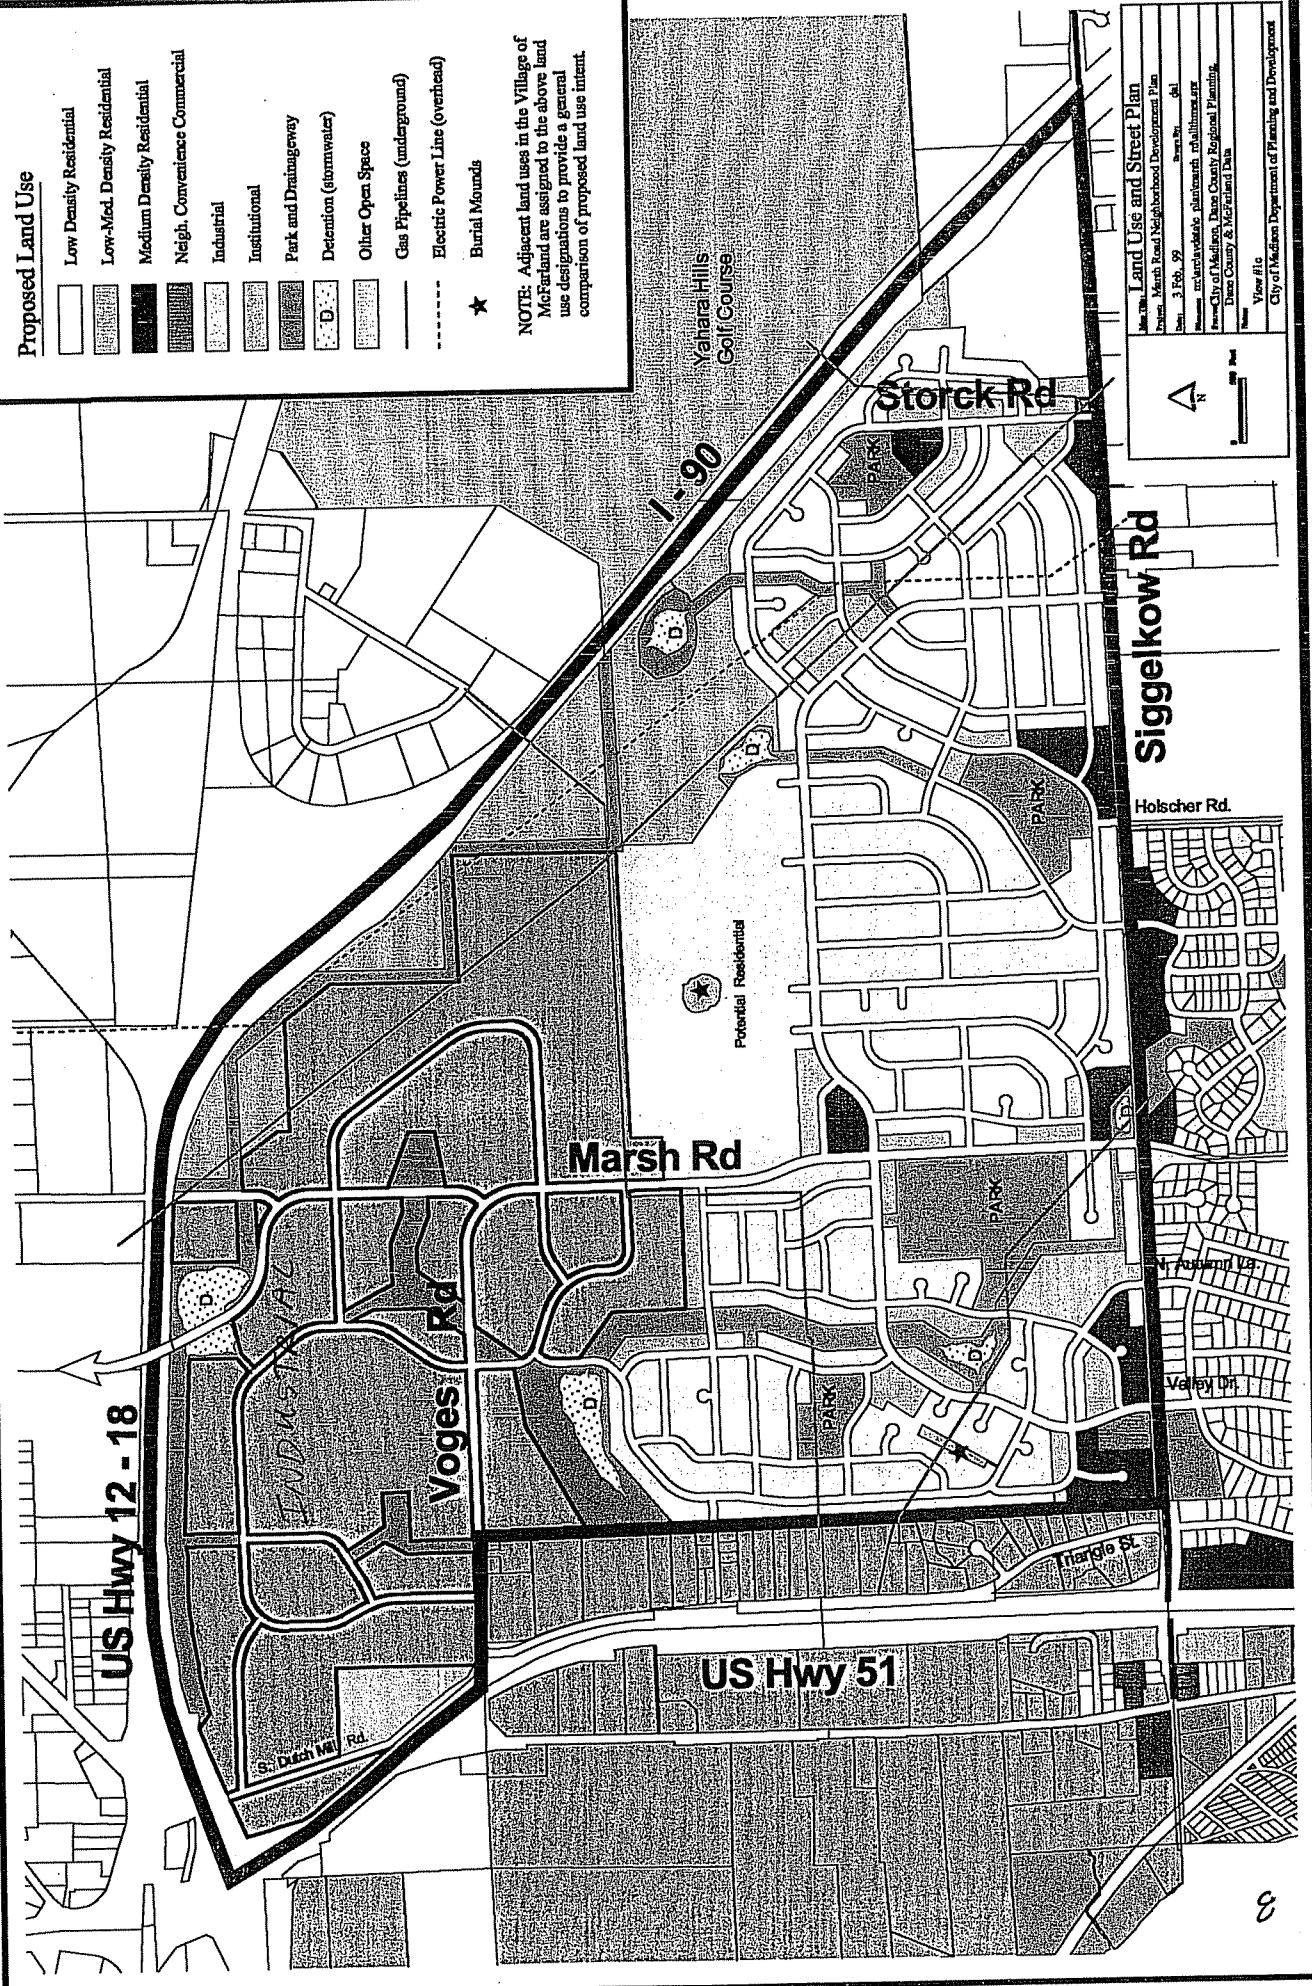 Proposed Land Use
Low Density Residential
Low-Med. Density Residential
Medium Density Residential
Neigh. Convenience Commercial
Industrial
Institutional
Park and Drainageway
D
Detention (stormwater)
Other Open Space
Gas Pipelines (underground)
Electric Power Line (overhead)
Burial Mounds
NOTE: Adjacent land uses in the Village of
McFarland are assigned to the above land
use designations to provide a general
comparison of proposed land use intent.
US Hwy 12 - 18
I - 90
Yahara Hills
Golf Course
Storck Rd
PARK
D
D
Siggelkow Rd
Holscher Rd.
PARK
Potential Residential
Marsh Rd
PARK
D
D
INDUSTRIAL
Voges Rd
D
D
PARK
N. Autumn La.
Valley Dr.
Triangle St.
US Hwy 51
S. Dutch Mill Rd.
Land Use and Street Plan
Marsh Road Neighborhood Development Plan
Date: 3 Feb. 99
City of Madison, Dane County Regional Planning,
Dane County & McFarland Data
View #1c
City of Madison Department of Planning and Development
N
0
8